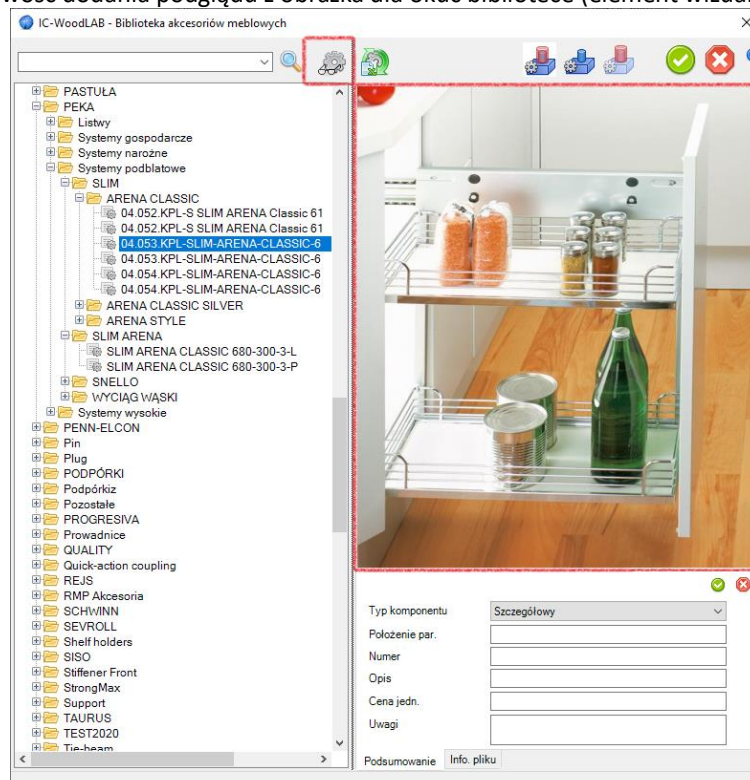 wość dodania podglądu z obrazka dla okuć bibliotece (element wizual
IC-WoodLAB - Biblioteka akcesoriów meblowych
PASTUŁA
PEKA
Listwy
Systemy gospodarcze
Systemy narożne
Systemy podblatowe
SLIM
ARENA CLASSIC
04.052.KPL-S SLIM ARENA Classic 61
04.052.KPL-S SLIM ARENA Classic 61
04.053.KPL-SLIM-ARENA-CLASSIC-6
04.053.KPL-SLIM-ARENA-CLASSIC-6
04.054.KPL-SLIM-ARENA-CLASSIC-6
04.054.KPL-SLIM-ARENA-CLASSIC-6
ARENA CLASSIC SILVER
ARENA STYLE
SLIM ARENA
SLIM ARENA CLASSIC 680-300-3-L
SLIM ARENA CLASSIC 680-300-3-P
SNELLO
WYCIĄG WĄSKI
Systemy wysokie
PENN-ELCON
Pin
Plug
PODPÓRKI
Podpórkiz
Pozostałe
PROGRESIVA
Prowadnice
QUALITY
Quick-action coupling
REJS
RMP Akcesoria
SCHWINN
SEVROLL
Shelf holders
SISO
Stiffener Front
StrongMax
Support
TAURUS
TEST2020
Tie-beam
Typ komponentu
Szczegółowy
Położenie par.
Numer
Opis
Cena jedn.
Uwagi
Podsumowanie
Info. pliku